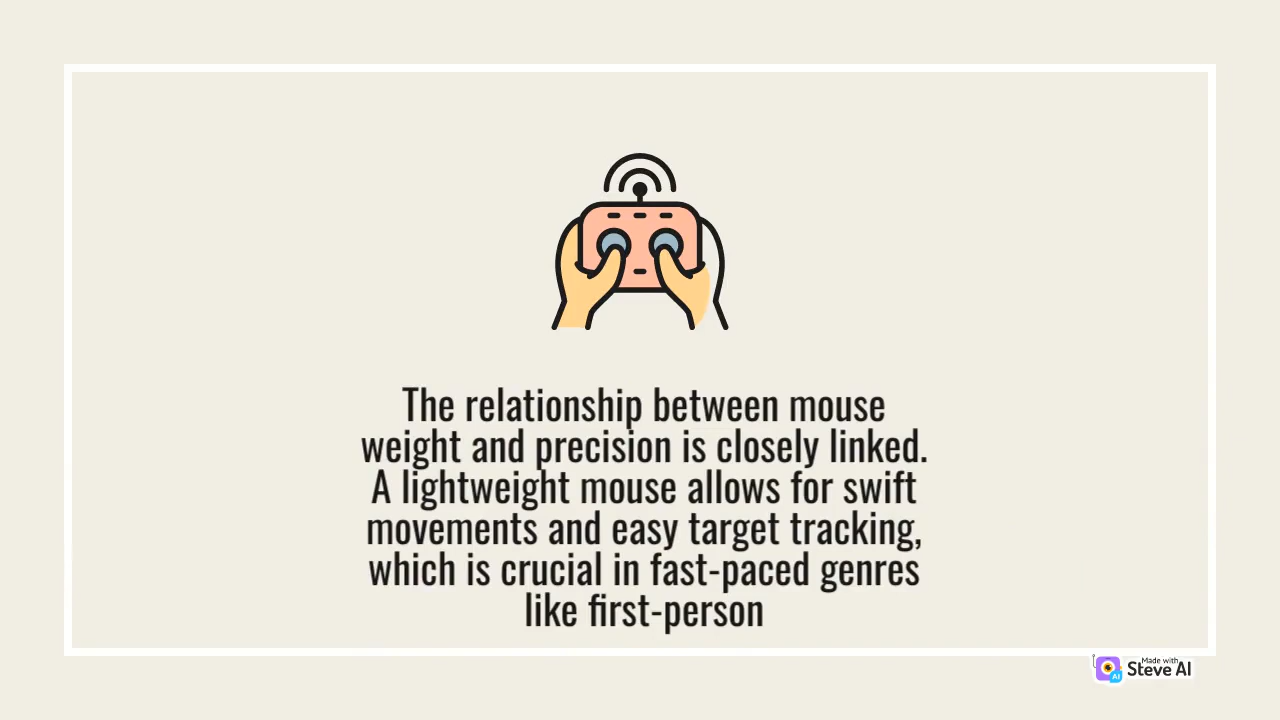 The relationship between mouse
weight and precision is closely linked.
A lightweight mouse allows for swift
movements and easy target tracking,
which is crucial in fast-paced genres
like first-person
Made with
Steve AI
AI